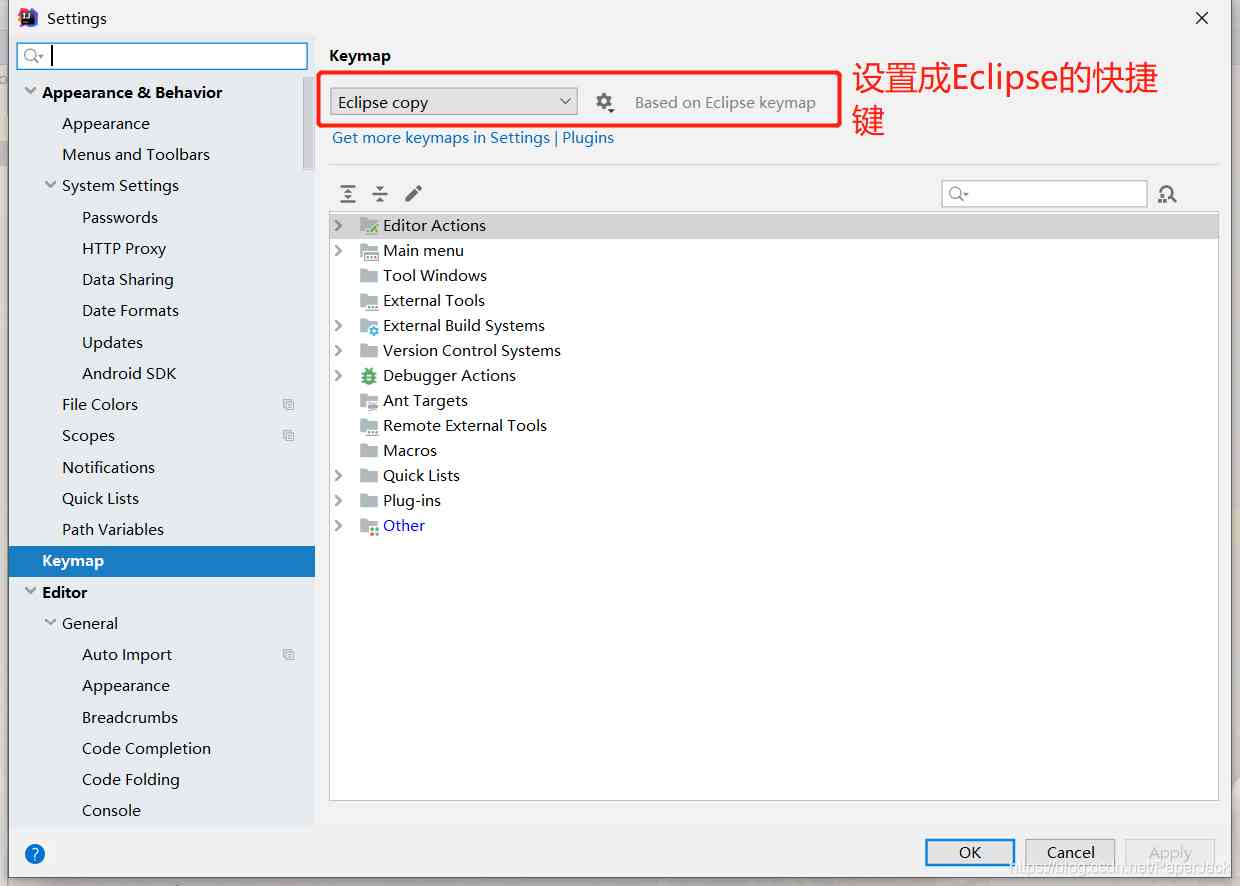 Settings
Appearance & Behavior
Appearance
Menus and Toolbars
System Settings
Passwords
HTTP Proxy
Data Sharing
Date Formats
Updates
Android SDK
File Colors
Scopes
Notifications
Quick Lists
Path Variables
Keymap
Editor
General
Auto Import
Appearance
Breadcrumbs
Code Completion
Code Folding
Console
Keymap
Eclipse copy
Based on Eclipse keymap
设置成Eclipse的快捷
键
Get more keymaps in Settings | Plugins
Editor Actions
Main menu
Tool Windows
External Tools
External Build Systems
Version Control Systems
Debugger Actions
Ant Targets
Remote External Tools
Macros
Quick Lists
Plug-ins
Other
?
OK
Cancel
Apply
https://blog.csdn.net/PaperJack